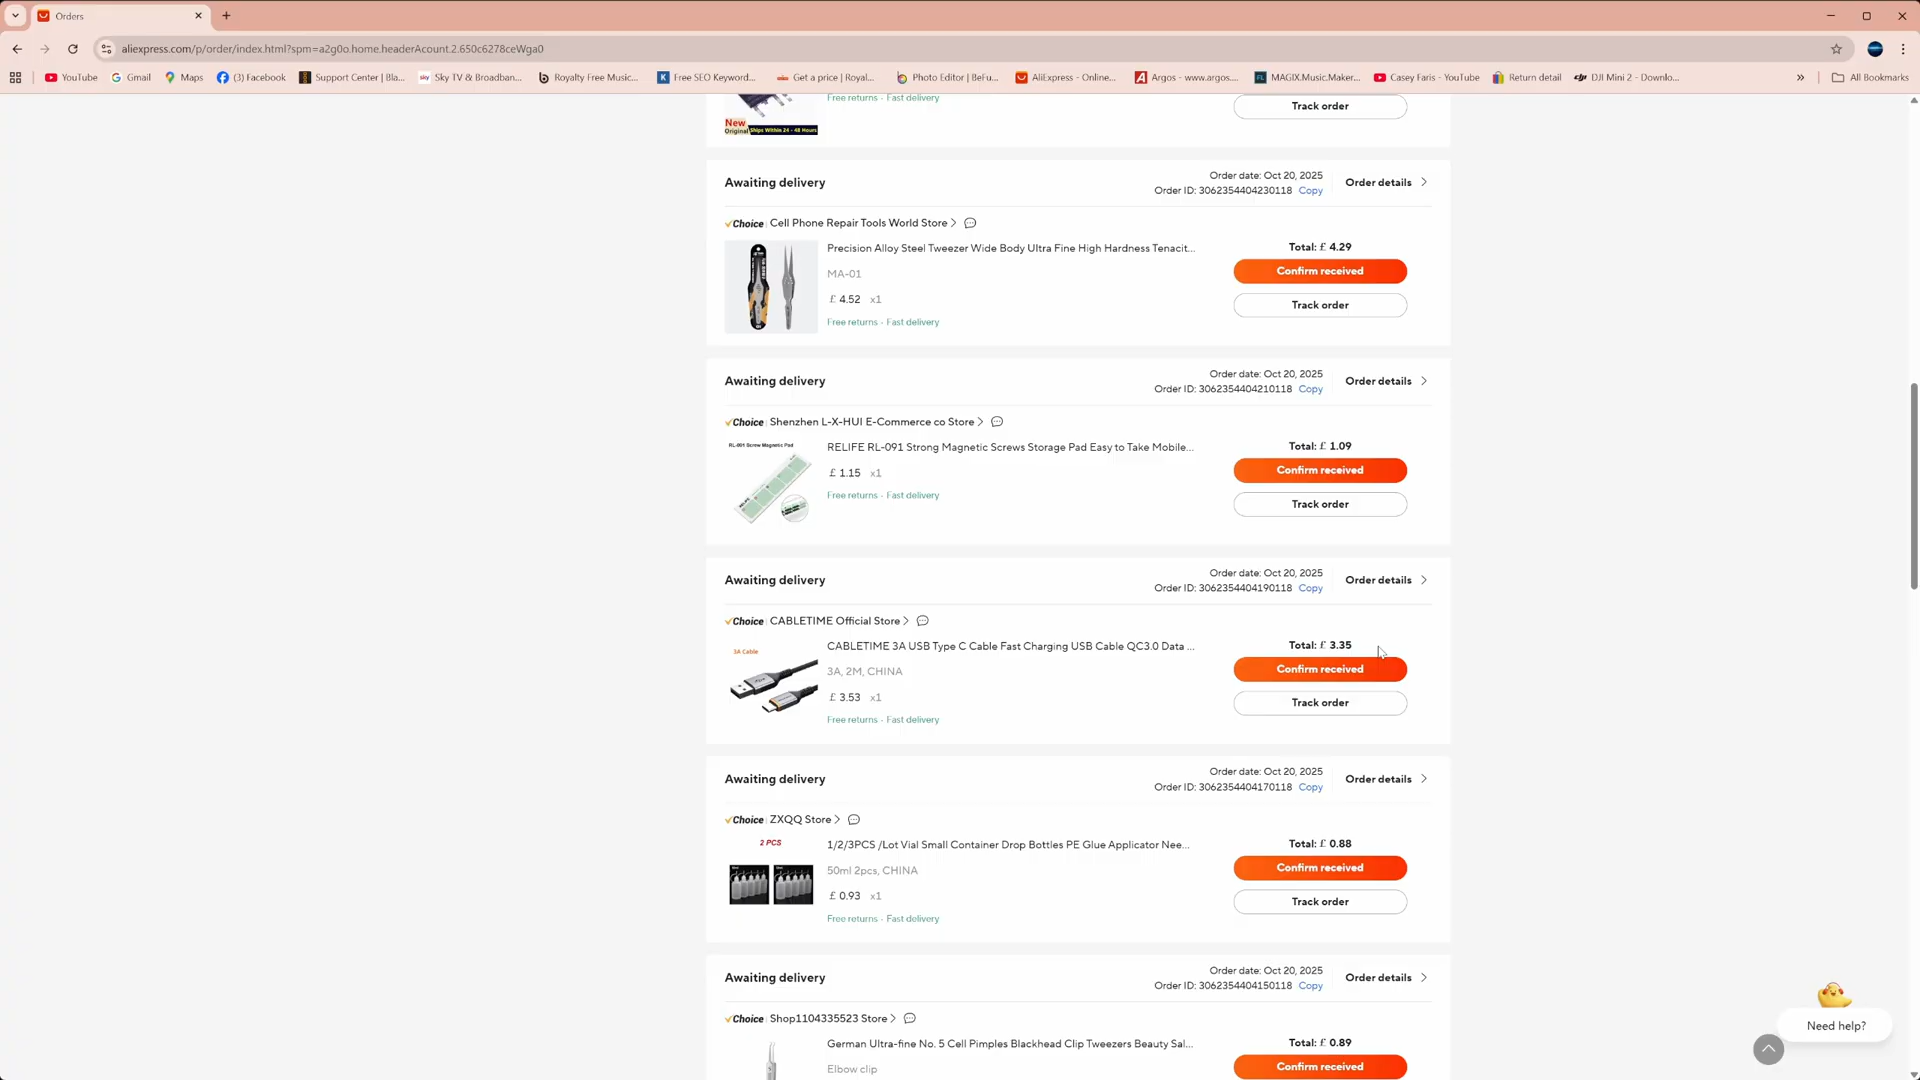 Orders
aliexpress.com/p/order/index.html?spm=a2g0o.home.headerAcount.2.650c6278ceWga0
YouTube
Gmail
Maps
(3) Facebook
Support Center | Bla...
Sky TV & Broadban...
Royalty Free Music...
Free SEO Keyword...
Get a price | Royal...
Photo Editor | BeFu...
AliExpress - Online...
Argos - www.argos....
MAGIX.Music.Maker...
Casey Faris - YouTube
Return detail
DJI Mini 2 - Downlo...
All Bookmarks
Free returns · Fast delivery
Track order
New
Original Ships Within 24 - 48 Hours
Awaiting delivery
Order date: Oct 20, 2025
Order ID: 3062354404230118 Copy
Order details
Choice Cell Phone Repair Tools World Store
Precision Alloy Steel Tweezer Wide Body Ultra Fine High Hardness Tenacit...
MA-01
£ 4.52 x1
Free returns · Fast delivery
Total: £ 4.29
Confirm received
Track order
Awaiting delivery
Order date: Oct 20, 2025
Order ID: 3062354404210118 Copy
Order details
Choice Shenzhen L-X-HUI E-Commerce co Store
RL-091 Screw Magnetic Pad
RELIFE RL-091 Strong Magnetic Screws Storage Pad Easy to Take Mobile...
£ 1.15 x1
Free returns · Fast delivery
Total: £ 1.09
Confirm received
Track order
Awaiting delivery
Order date: Oct 20, 2025
Order ID: 3062354404190118 Copy
Order details
Choice CABLETIME Official Store
3A Cable
CABLETIME 3A USB Type C Cable Fast Charging USB Cable QC3.0 Data ...
3A, 2M, CHINA
£ 3.53 x1
Free returns · Fast delivery
Total: £ 3.35
Confirm received
Track order
Awaiting delivery
Order date: Oct 20, 2025
Order ID: 3062354404170118 Copy
Order details
Choice ZXQQ Store
2 PCS
1/2/3PCS /Lot Vial Small Container Drop Bottles PE Glue Applicator Nee...
50ml 2pcs, CHINA
£ 0.93 x1
Free returns · Fast delivery
Total: £ 0.88
Confirm received
Track order
Awaiting delivery
Order date: Oct 20, 2025
Order ID: 3062354404150118 Copy
Order details
Choice Shop1104335523 Store
German Ultra-fine No. 5 Cell Pimples Blackhead Clip Tweezers Beauty Sal...
Elbow clip
Total: £ 0.89
Confirm received
Need help?